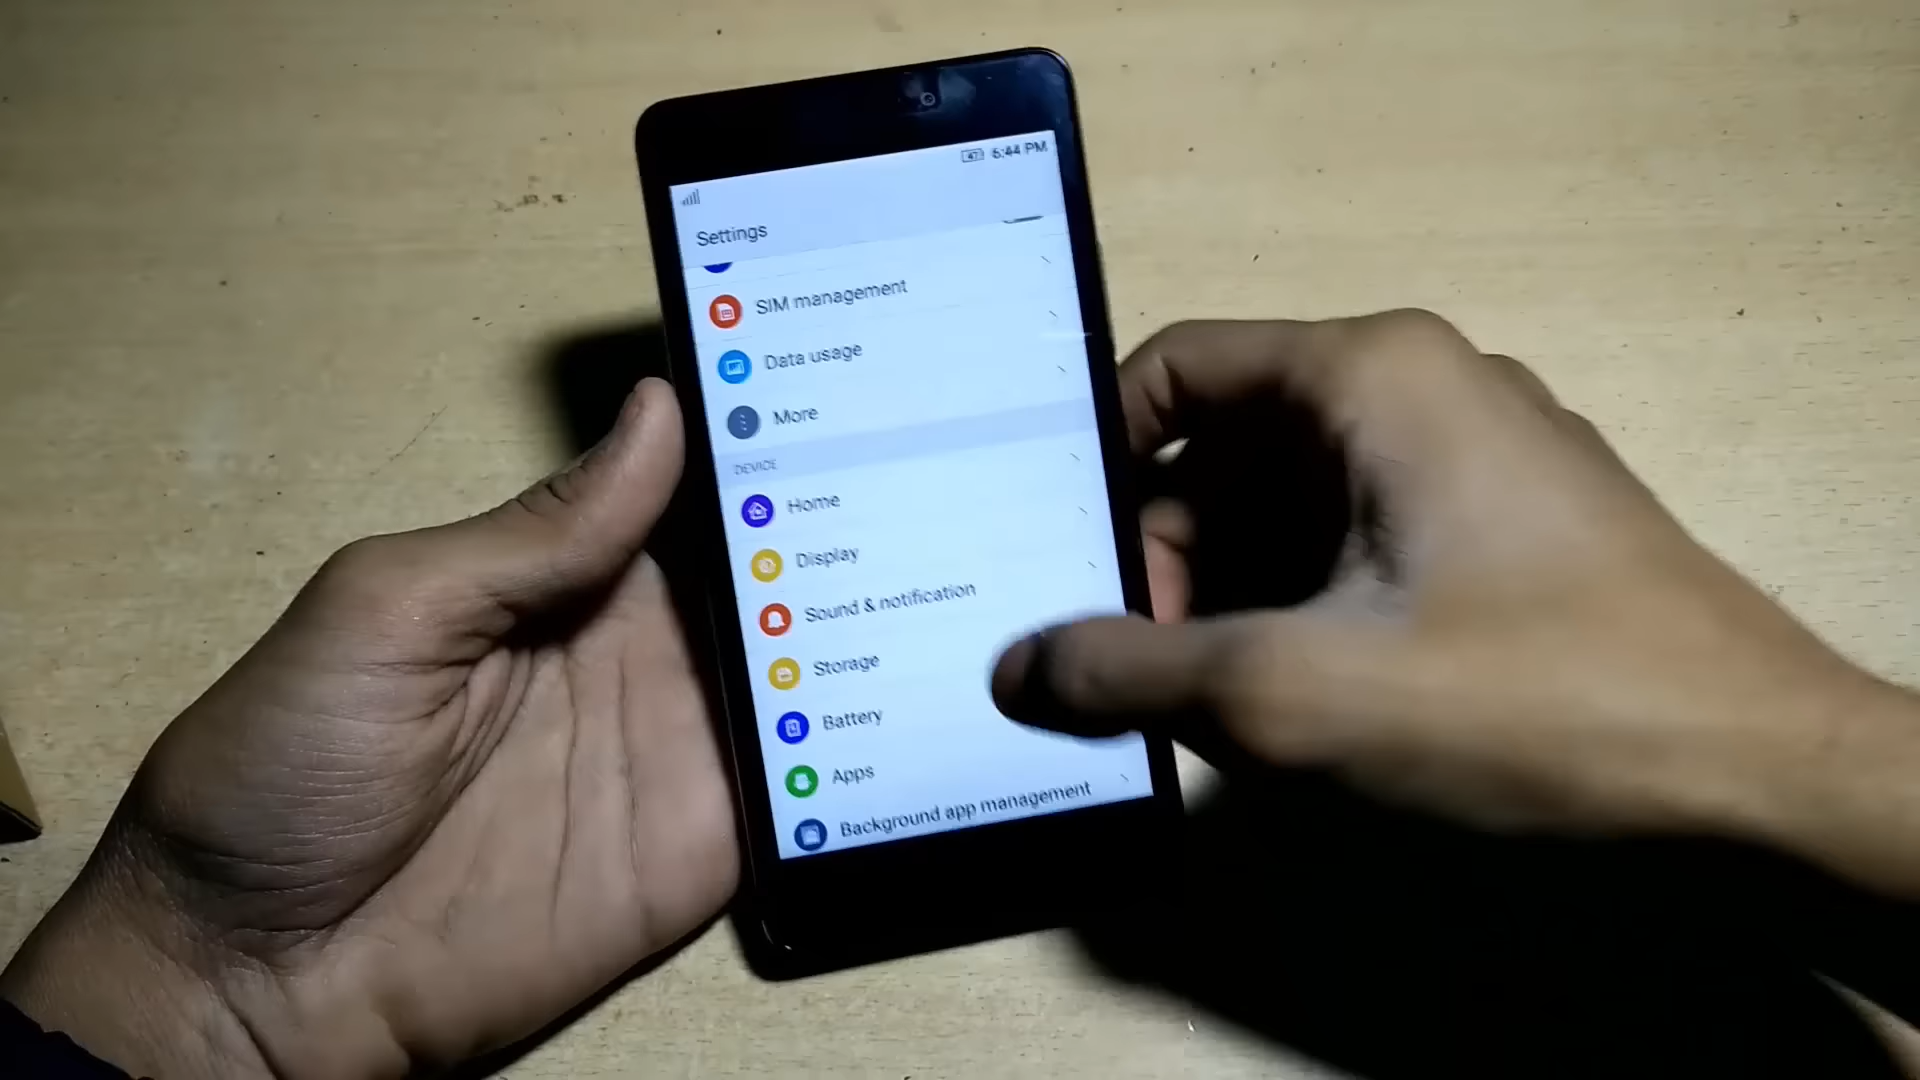 47 6:44 PM
Settings
SIM management
Data usage
More
DEVICE
Home
Display
Sound & notification
Storage
Battery
Apps
Background app management